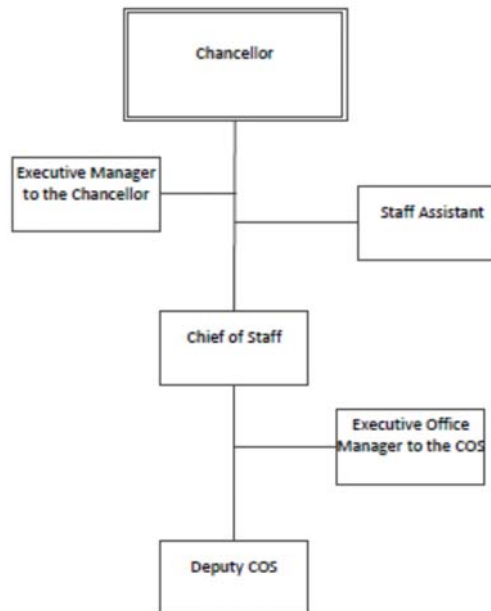 Chancellor
Executive Manager
to the Chancellor
Staff Assistant
Chief of Staff
Executive Office
Manager to the COS
Deputy COS